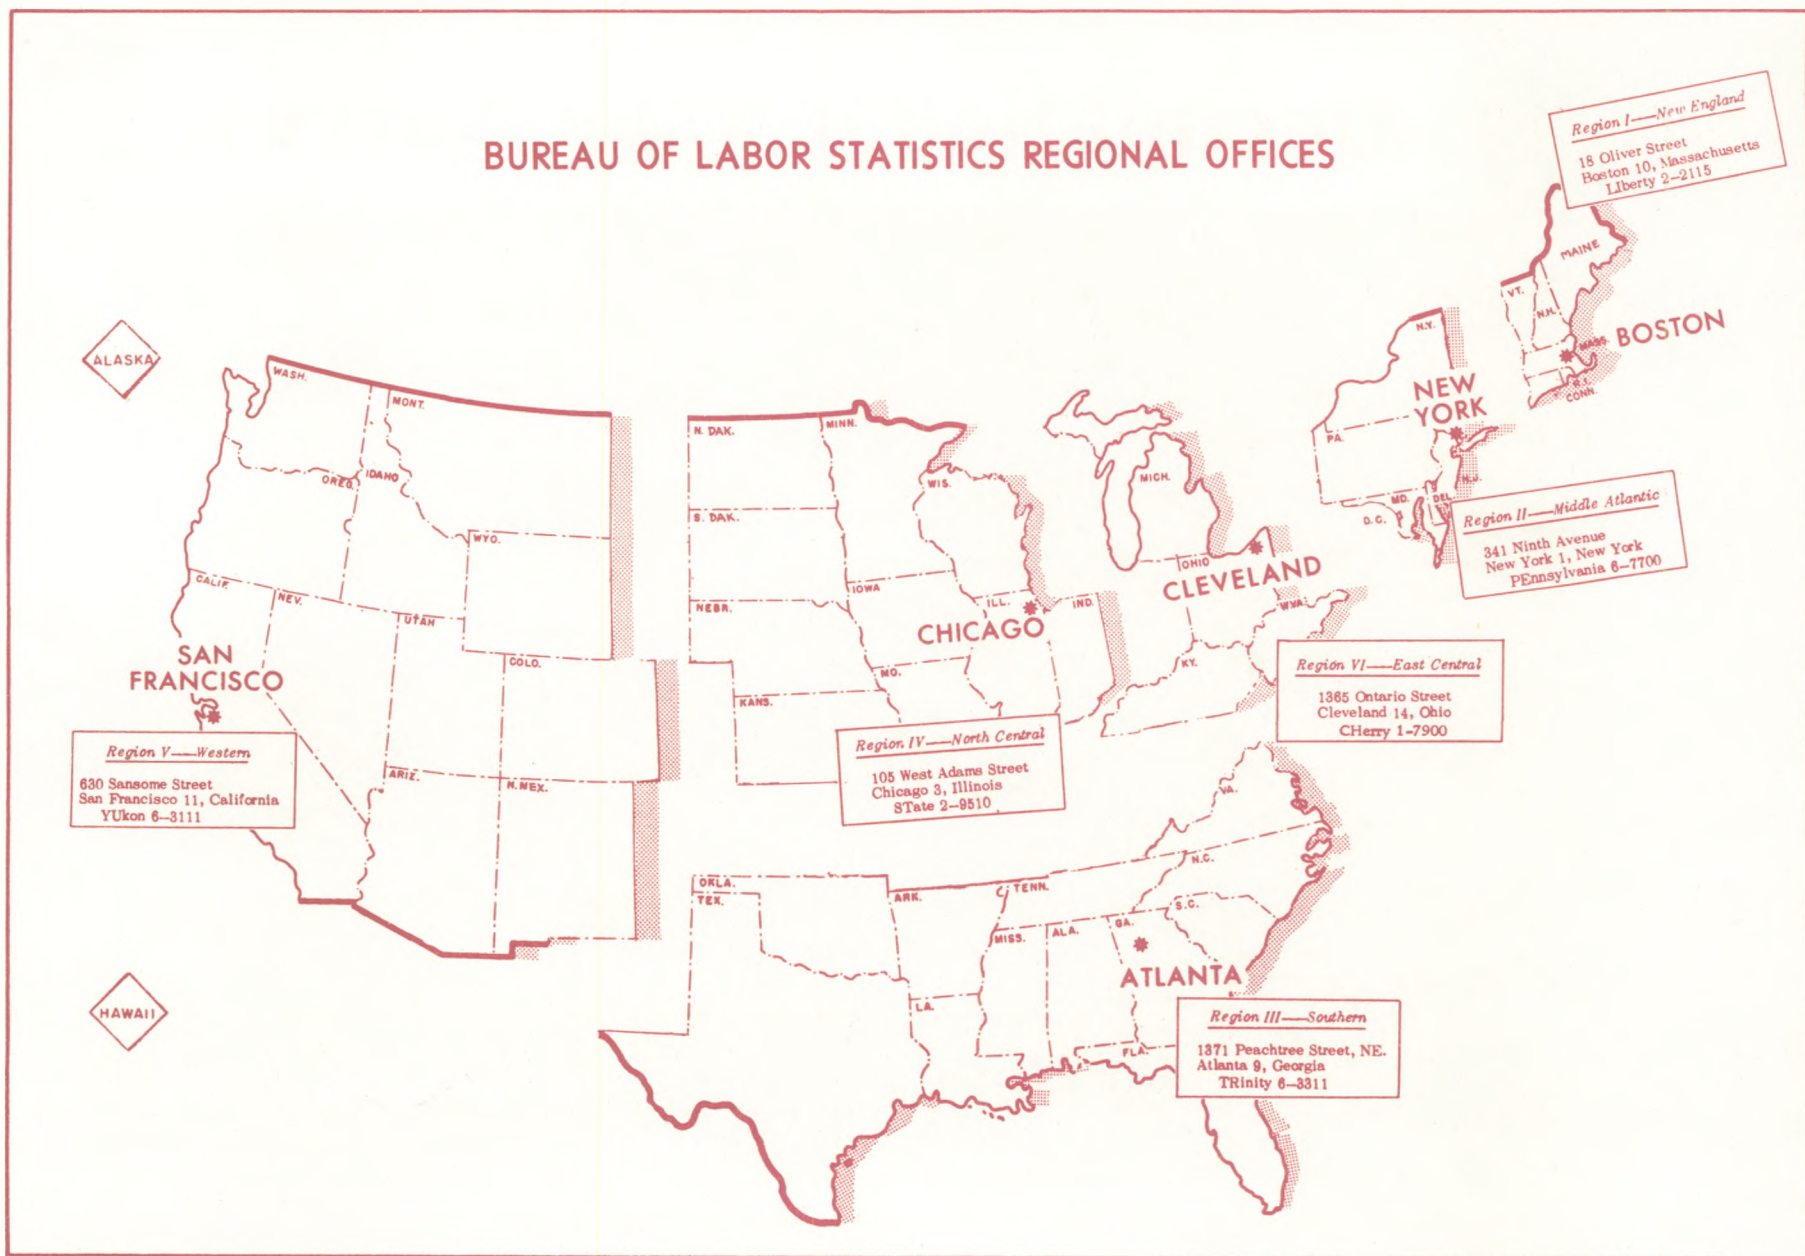 BUREAU OF LABOR STATISTICS REGIONAL OFFICES
Region I—New England
18 Oliver Street
Boston 10, Massachusetts
LIberty 2-2115
MAINE
VT.
N.H.
MASS.
BOSTON
R.I.
CONN.
N.Y.
NEW
YORK
PA.
N.J.
MD.
DEL.
D.C.
Region II—Middle Atlantic
341 Ninth Avenue
New York 1, New York
PEnnsylvania 6-7700
ALASKA
WASH.
MONT.
OREG.
IDAHO
WYO.
CALIF.
NEV.
UTAH
COLO.
SAN
FRANCISCO
Region V—Western
630 Sansome Street
San Francisco 11, California
YUkon 6-3111
ARIZ.
N.MEX.
HAWAII
N. DAK.
MINN.
WIS.
S. DAK.
IOWA
NEBR.
ILL.
IND.
CHICAGO
MO.
KANS.
Region IV—North Central
105 West Adams Street
Chicago 3, Illinois
STate 2-9510
MICH.
OHIO
CLEVELAND
W.VA.
KY.
Region VI—East Central
1365 Ontario Street
Cleveland 14, Ohio
CHerry 1-7900
VA.
N.C.
OKLA.
TEX.
ARK.
TENN.
S.C.
MISS.
ALA.
GA.
ATLANTA
LA.
FLA.
Region III—Southern
1371 Peachtree Street, NE.
Atlanta 9, Georgia
TRinity 6-3311